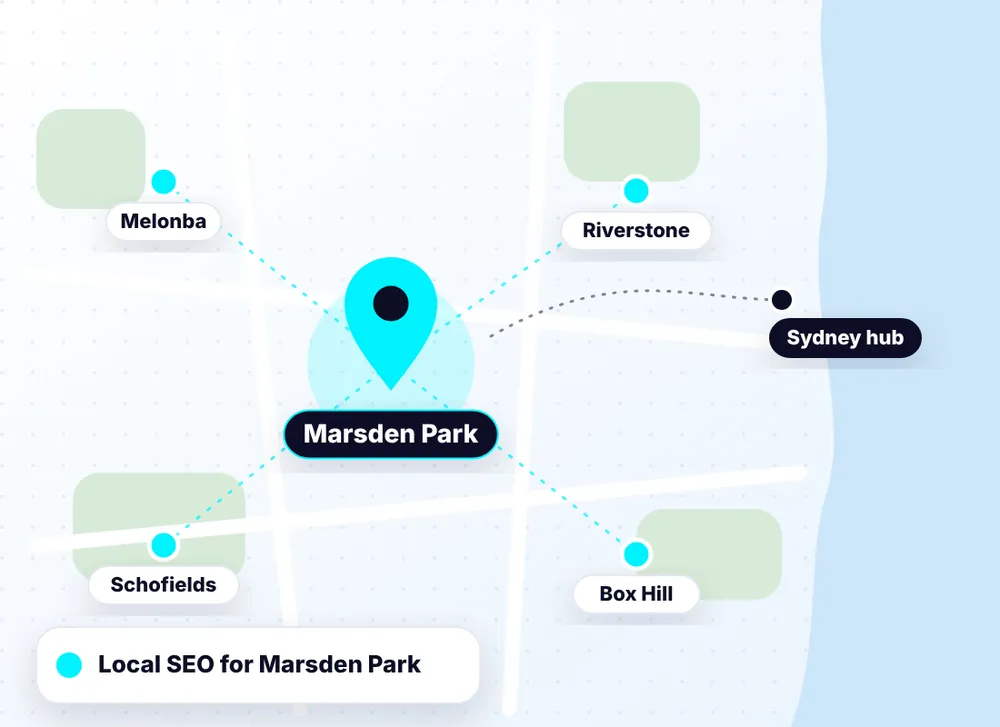 Melonba
Riverstone
Sydney hub
Marsden Park
Schofields
Box Hill
Local SEO for Marsden Park